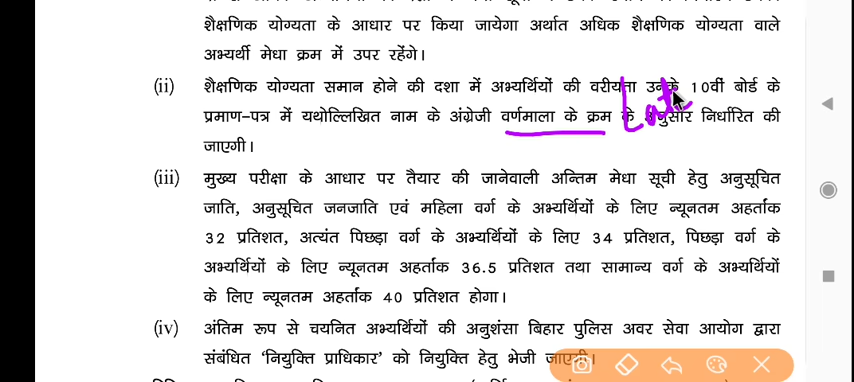 शैक्षणिक योग्यता के आधार पर किया जायेगा अर्थात अधिक शैक्षणिक योग्यता वाले
अभ्यर्थी मेधा क्रम में उपर रहेंगे।
(ii) शैक्षणिक योग्यता समान होने की दशा में अभ्यर्थियों की वरीयता उनके 10वीं बोर्ड के
प्रमाण-पत्र में यथोल्लिखित नाम के अंग्रेजी वर्णमाला के क्रम के अनुसार निर्धारित की
जाएगी।
(iii) मुख्य परीक्षा के आधार पर तैयार की जानेवाली अन्तिम मेधा सूची हेतु अनुसूचित
जाति, अनुसूचित जनजाति एवं महिला वर्ग के अभ्यर्थियों के लिए न्यूनतम अहर्तांक
32 प्रतिशत, अत्यंत पिछड़ा वर्ग के अभ्यर्थियों के लिए 34 प्रतिशत, पिछड़ा वर्ग के
अभ्यर्थियों के लिए न्यूनतम अहर्तांक 36.5 प्रतिशत तथा सामान्य वर्ग के अभ्यर्थियों
के लिए न्यूनतम अहर्तांक 40 प्रतिशत होगा।
(iv) अंतिम रूप से चयनित अभ्यर्थियों की अनुशंसा बिहार पुलिस अवर सेवा आयोग द्वारा
संबंधित 'नियुक्ति प्राधिकार' को नियुक्ति हेतु भेजी जाएगी।